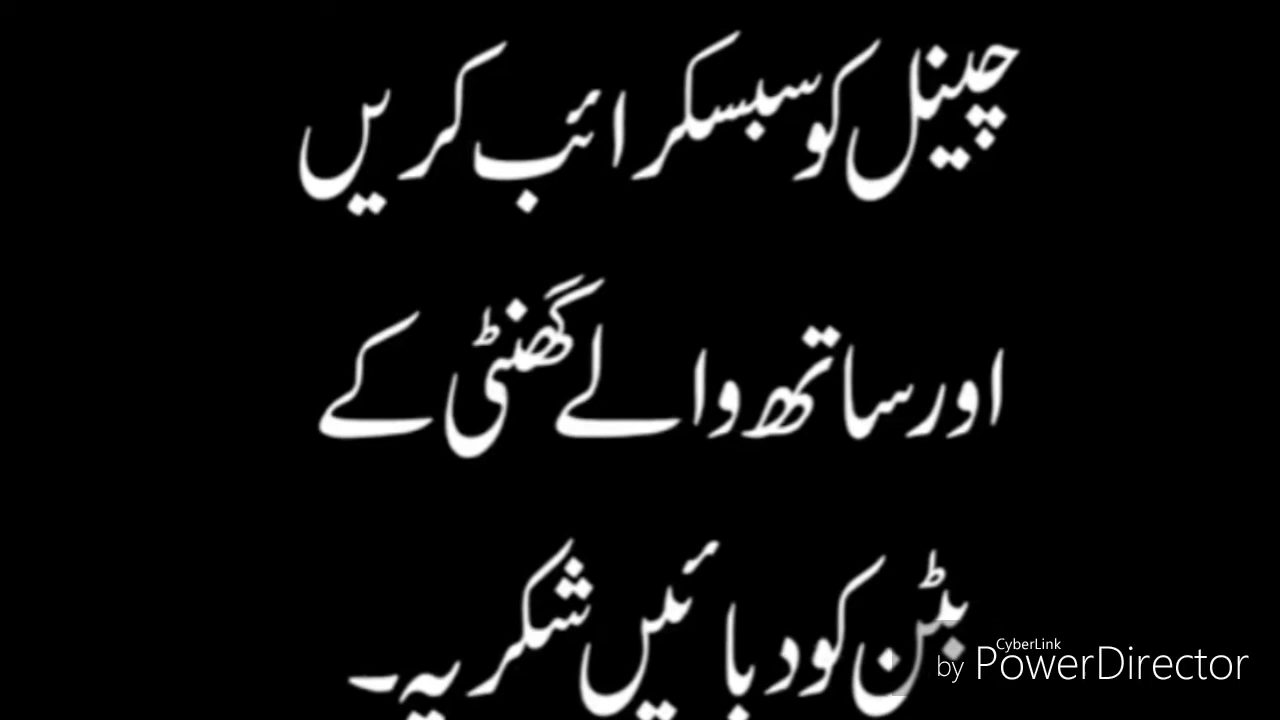 چینل کو سبسکرائب کریں
اور ساتھ والے گھنٹی کے
بٹن کو دبائیں شکریہ۔
CyberLink
by PowerDirector